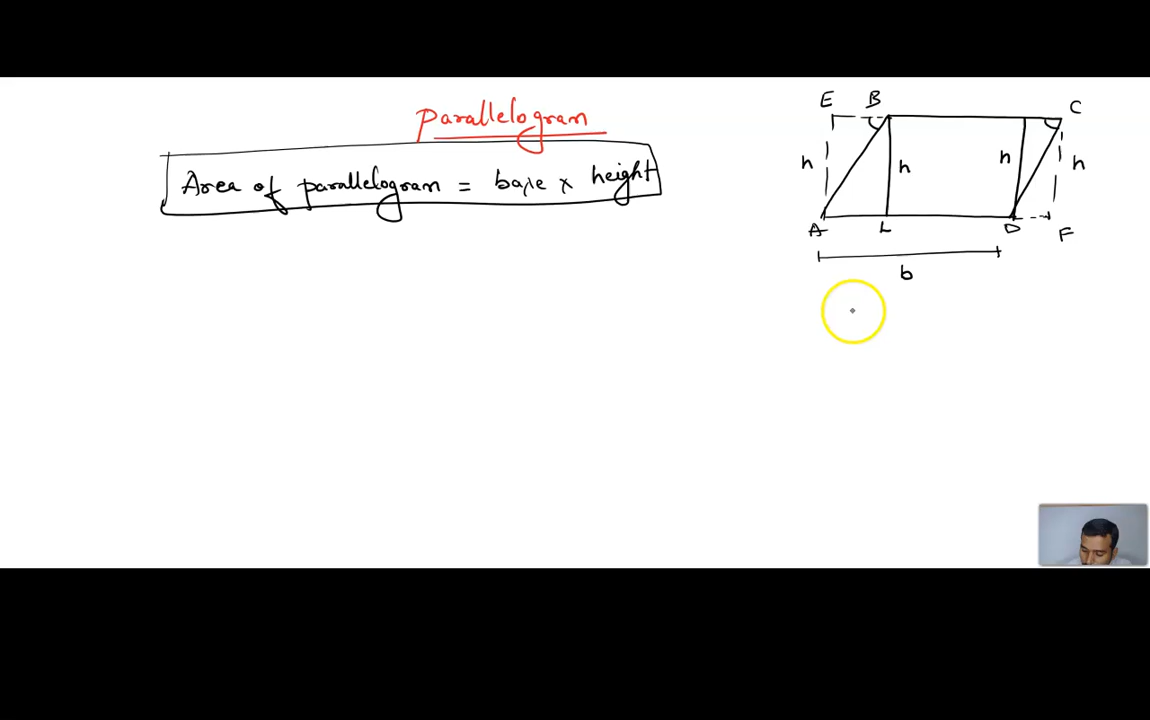 parallelogram
Area of parallelogram = base x height
E B C
h h h h
A L D F
b